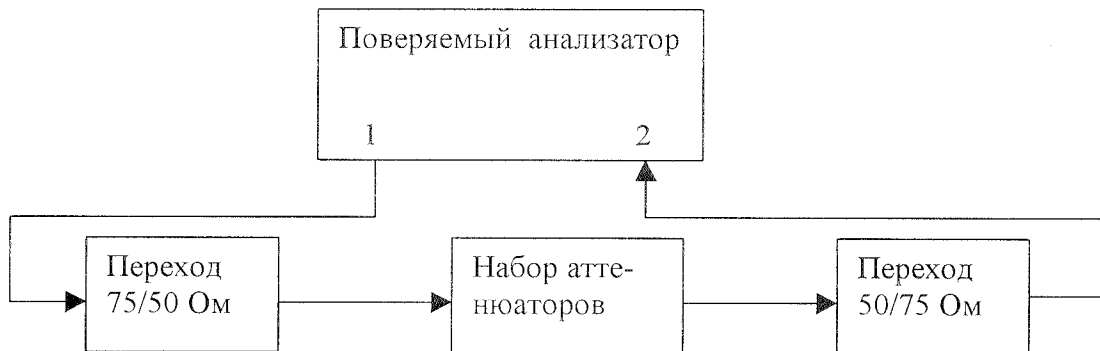 Поверяемый анализатор
1 2
Переход
75/50 Ом
Набор атте-
нюаторов
Переход
50/75 Ом